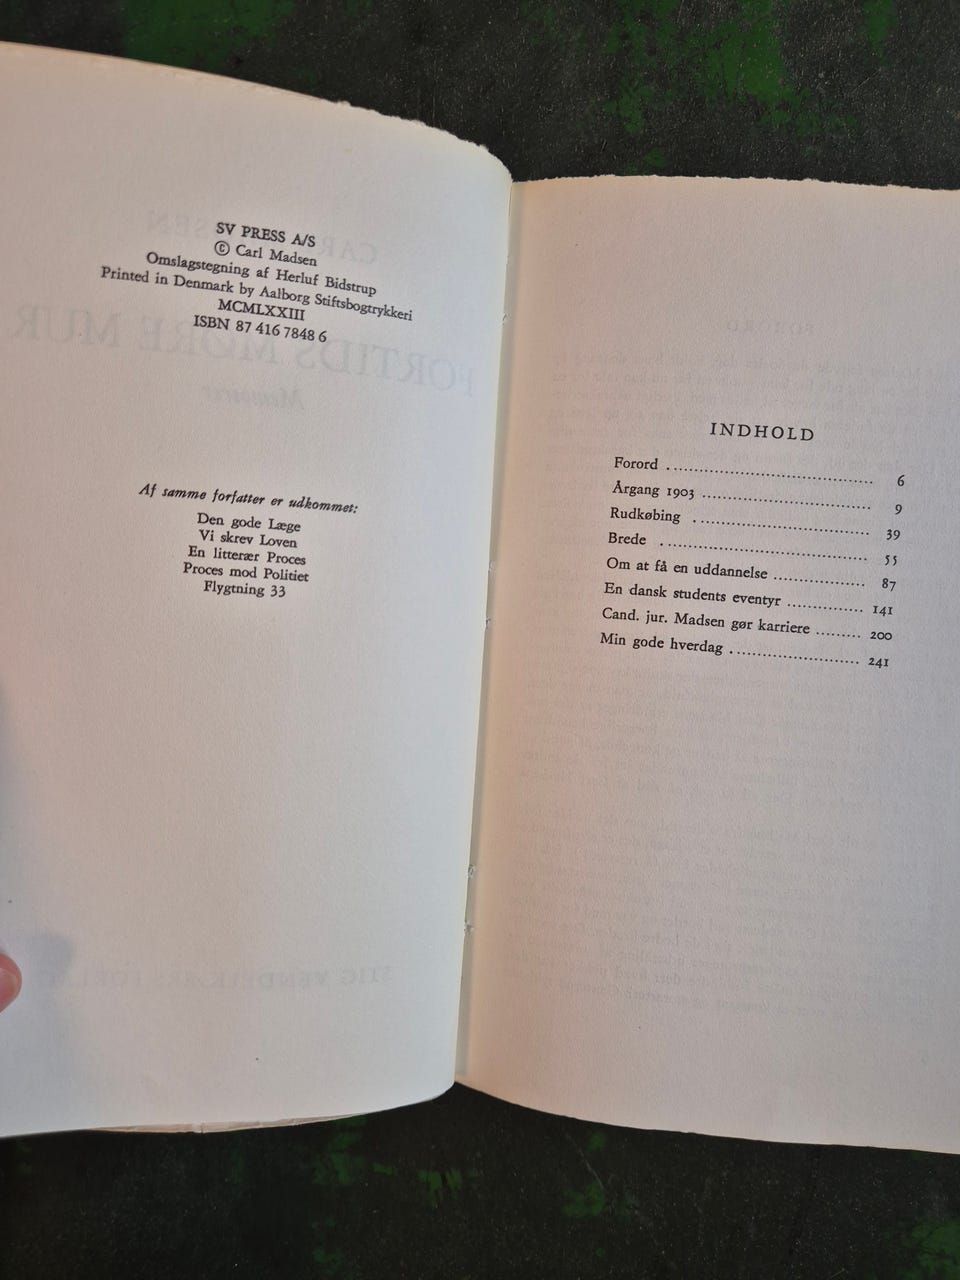 SV PRESS A/S
© Carl Madsen
Omslagstegning af Herluf Bidstrup
Printed in Denmark by Aalborg Stiftsbogtrykkeri
MCMLXXIII
ISBN 87 416 7848 6
FORTIDS MØRE MUR
Af samme forfatter er udkommet:
Den gode Læge
Vi skrev Loven
En litterær Proces
Proces mod Politiet
Flygtning 33
INDHOLD
Forord 6
Årgang 1903 9
Rudkøbing 39
Brede 55
Om at få en uddannelse 87
En dansk students eventyr 141
Cand. jur. Madsen gør karriere 200
Min gode hverdag 241